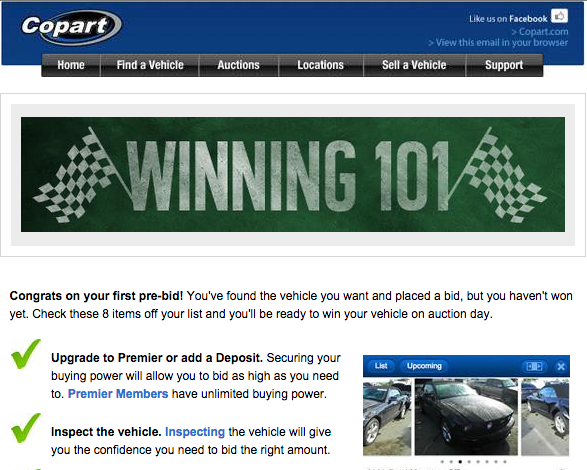 Copart
Like us on Facebook
> Copart.com
> View this email in your browser
Home Find a Vehicle Auctions Locations Sell a Vehicle Support
WINNING 101
Congrats on your first pre-bid! You've found the vehicle you want and placed a bid, but you haven't won
yet. Check these 8 items off your list and you'll be ready to win your vehicle on auction day.
Upgrade to Premier or add a Deposit. Securing your
buying power will allow you to bid as high as you need
to. Premier Members have unlimited buying power.
List Upcoming
Inspect the vehicle. Inspecting the vehicle will give
you the confidence you need to bid the right amount.